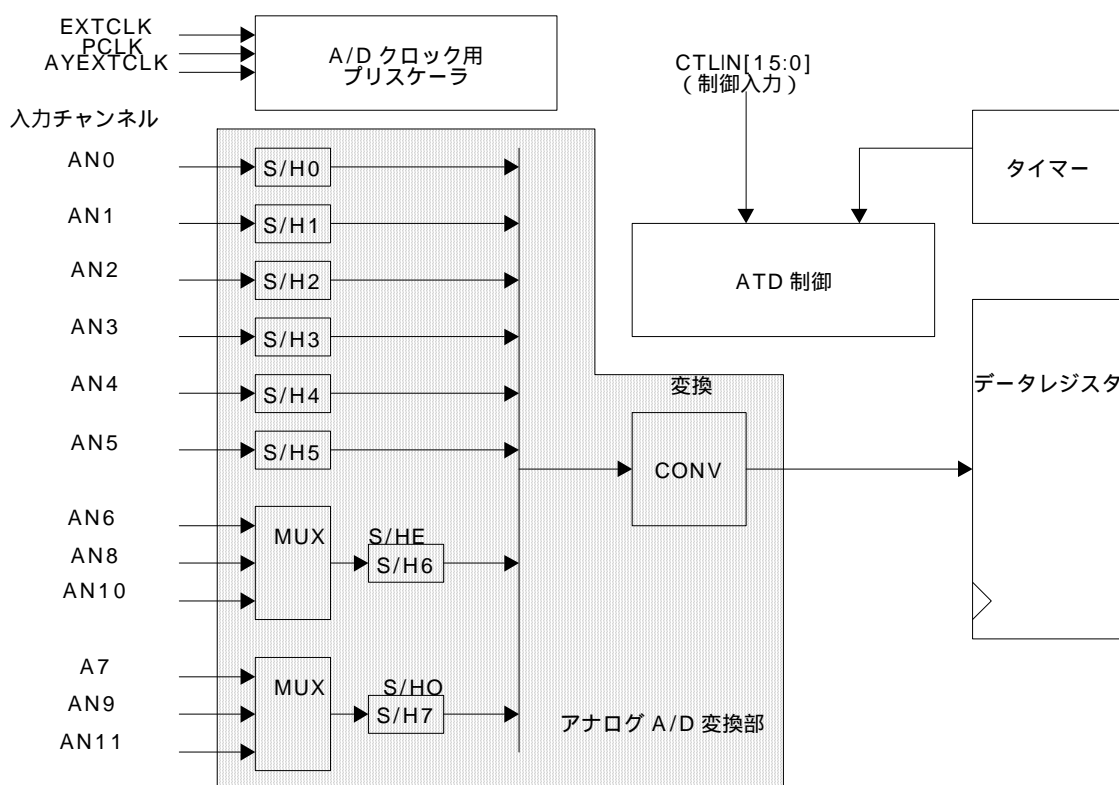 EXTCLK
PCLK
AYEXTCLK
A/D クロック用
プリスケーラ
CTLIN[15:0]
(制御入力)
入力チャンネル
タイマー
AN0
S/H0
AN1
S/H1
AN2
S/H2
ATD 制御
AN3
S/H3
AN4
S/H4
変換
データレジスタ
AN5
S/H5
CONV
AN6
AN8
AN10
MUX
S/HE
S/H6
A7
AN9
AN11
MUX
S/HO
S/H7
アナログ A/D 変換部